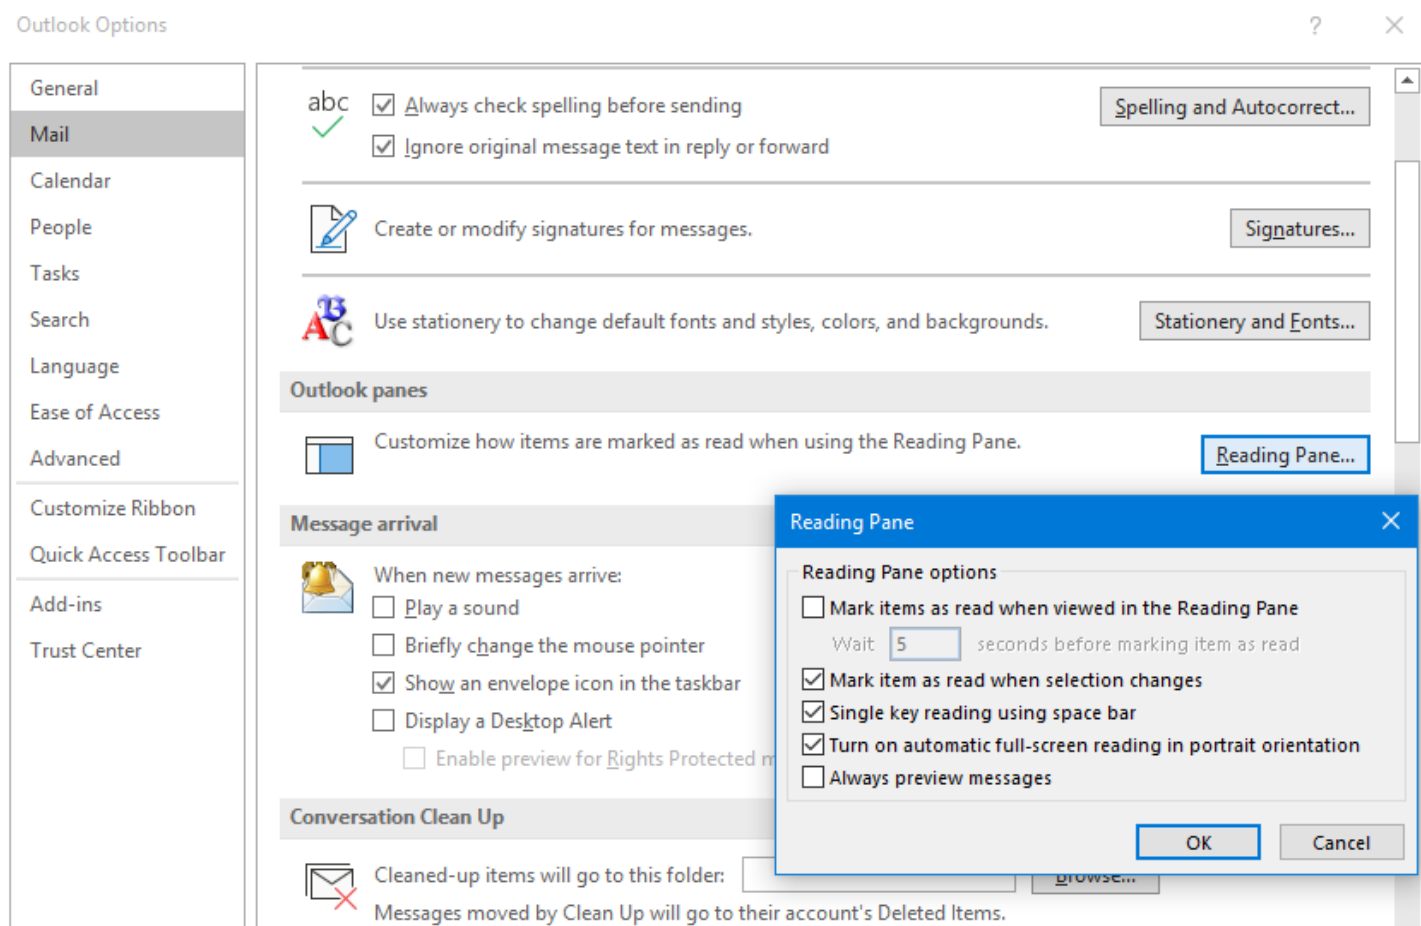 Outlook Options
?
General
Mail
Calendar
People
Tasks
Search
Language
Ease of Access
Advanced
Customize Ribbon
Quick Access Toolbar
Add-ins
Trust Center
abc
Always check spelling before sending
Spelling and Autocorrect...
Ignore original message text in reply or forward
Create or modify signatures for messages.
Signatures...
ABC
Use stationery to change default fonts and styles, colors, and backgrounds.
Stationery and Fonts...
Outlook panes
Customize how items are marked as read when using the Reading Pane.
Reading Pane...
Message arrival
When new messages arrive:
Play a sound
Briefly change the mouse pointer
Show an envelope icon in the taskbar
Display a Desktop Alert
Enable preview for Rights Protected
Conversation Clean Up
Cleaned-up items will go to this folder:
Browse...
Messages moved by Clean Up will go to their account's Deleted Items.
Reading Pane
Reading Pane options
Mark items as read when viewed in the Reading Pane
Wait 5 seconds before marking item as read
Mark item as read when selection changes
Single key reading using space bar
Turn on automatic full-screen reading in portrait orientation
Always preview messages
OK
Cancel